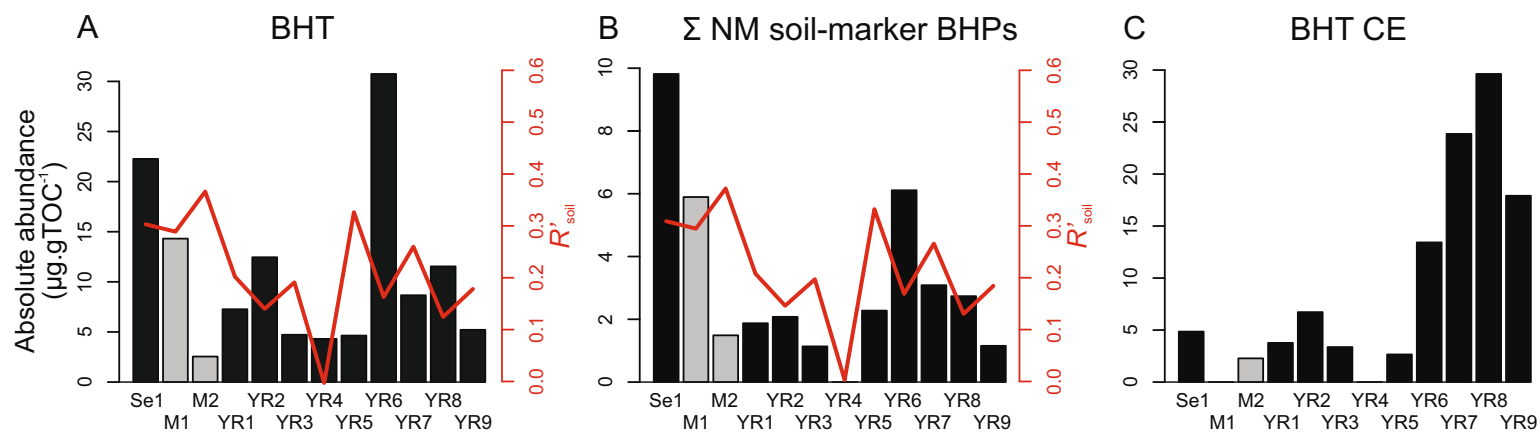 A BHT
B Σ NM soil-marker BHPs
C BHT CE
Absolute abundance
(µg.gTOC⁻¹)
0 5 10 15 20 25 30
0.0 0.1 0.2 0.3 0.4 0.5 0.6
R'soil
Se1 M2 YR2 YR4 YR6 YR8
M1 YR1 YR3 YR5 YR7 YR9
0 2 4 6 8 10
0.0 0.1 0.2 0.3 0.4 0.5 0.6
R'soil
Se1 M2 YR2 YR4 YR6 YR8
M1 YR1 YR3 YR5 YR7 YR9
0 5 10 15 20 25 30
Se1 M2 YR2 YR4 YR6 YR8
M1 YR1 YR3 YR5 YR7 YR9